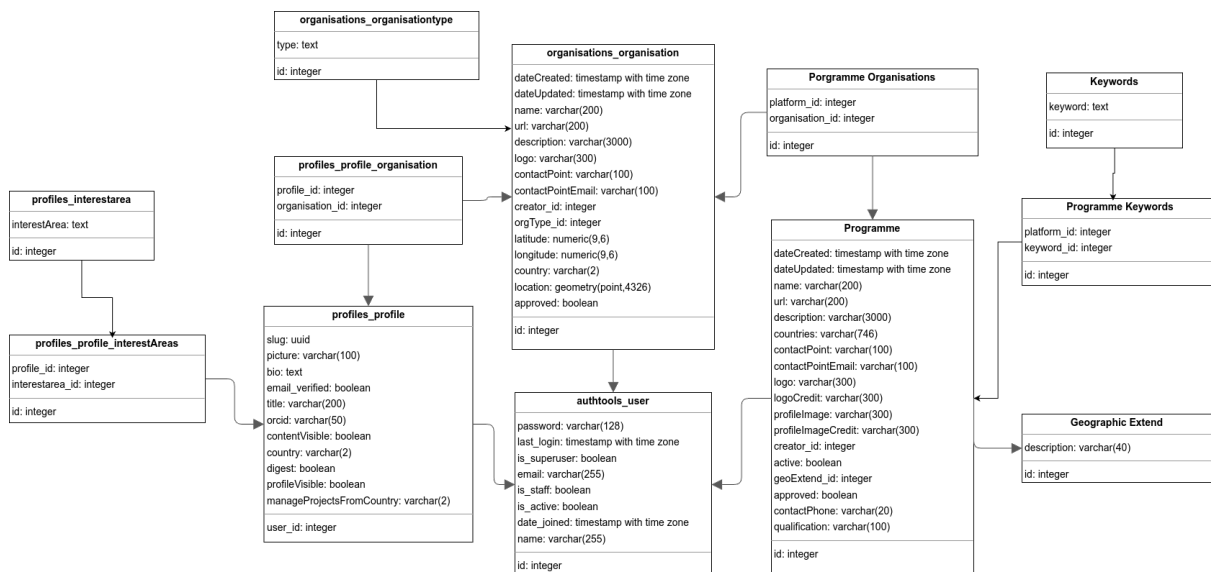 organisations_organisationtype
type: text
id: integer
organisations_organisation
dateCreated: timestamp with time zone
dateUpdated: timestamp with time zone
name: varchar(200)
url: varchar(200)
description: varchar(3000)
logo: varchar(300)
contactPoint: varchar(100)
contactPointEmail: varchar(100)
creator_id: integer
orgType_id: integer
latitude: numeric(9,6)
longitude: numeric(9,6)
country: varchar(2)
location: geometry(point,4326)
approved: boolean
id: integer
Porgramme Organisations
platform_id: integer
organisation_id: integer
id: integer
Keywords
keyword: text
id: integer
profiles_profile_organisation
profile_id: integer
organisation_id: integer
id: integer
profiles_interestarea
interestArea: text
id: integer
Programme Keywords
platform_id: integer
keyword_id: integer
id: integer
Programme
dateCreated: timestamp with time zone
dateUpdated: timestamp with time zone
name: varchar(200)
url: varchar(200)
description: varchar(3000)
countries: varchar(746)
contactPoint: varchar(100)
contactPointEmail: varchar(100)
logo: varchar(300)
logoCredit: varchar(300)
profileImage: varchar(300)
profileImageCredit: varchar(300)
creator_id: integer
active: boolean
geoExtend_id: integer
approved: boolean
contactPhone: varchar(20)
qualification: varchar(100)
id: integer
profiles_profile
slug: uuid
picture: varchar(100)
bio: text
email_verified: boolean
title: varchar(200)
orcid: varchar(50)
contentVisible: boolean
country: varchar(2)
digest: boolean
profileVisible: boolean
manageProjectsFromCountry: varchar(2)
user_id: integer
profiles_profile_interestAreas
profile_id: integer
interestarea_id: integer
id: integer
authtools_user
password: varchar(128)
last_login: timestamp with time zone
is_superuser: boolean
email: varchar(255)
is_staff: boolean
is_active: boolean
date_joined: timestamp with time zone
name: varchar(255)
id: integer
Geographic Extend
description: varchar(40)
id: integer